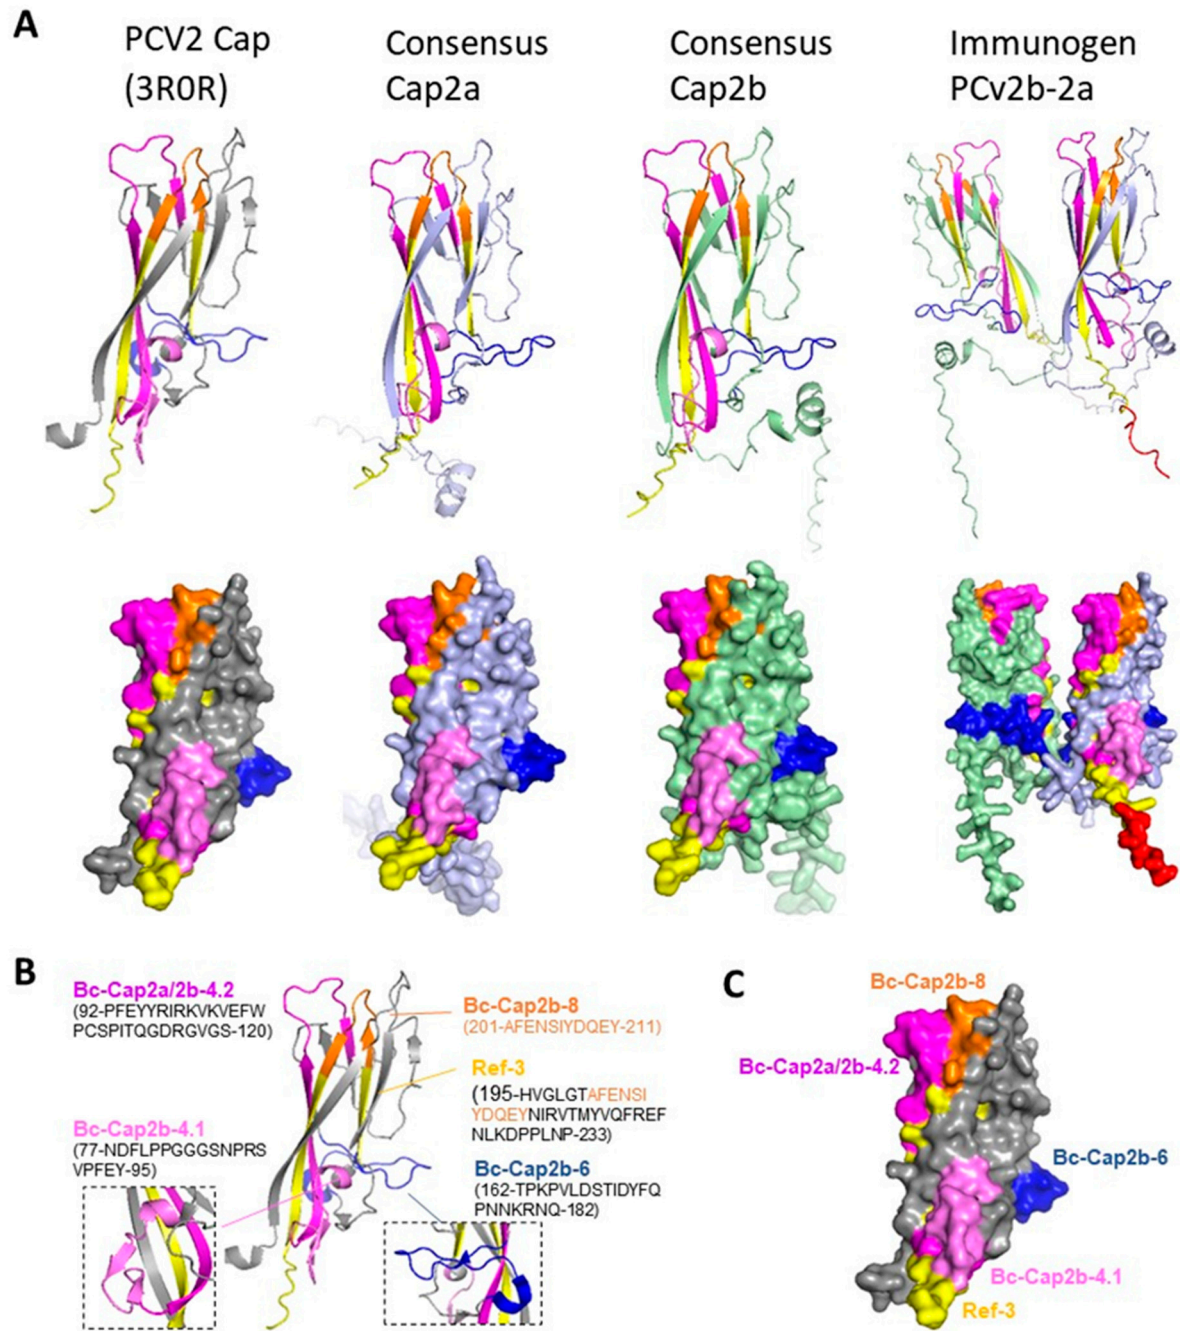 A
PCV2 Cap
(3R0R)
Consensus
Cap2a
Consensus
Cap2b
Immunogen
PCv2b-2a
B
Bc-Cap2a/2b-4.2
(92-PFEYYRIRKVKVEFW
PCSPITQGDRGVGS-120)
Bc-Cap2b-4.1
(77-NDFLPPGGGSNPRS
VPFEY-95)
Bc-Cap2b-8
(201-AFENSIYDQEY-211)
Ref-3
(195-HVGLGTAFENSI
YDQEYNIRVTMYVQFREF
NLKDPPLNP-233)
Bc-Cap2b-6
(162-TPKPVLDSTIDYFQ
PNNKRNQ-182)
C
Bc-Cap2b-8
Bc-Cap2a/2b-4.2
Bc-Cap2b-6
Bc-Cap2b-4.1
Ref-3